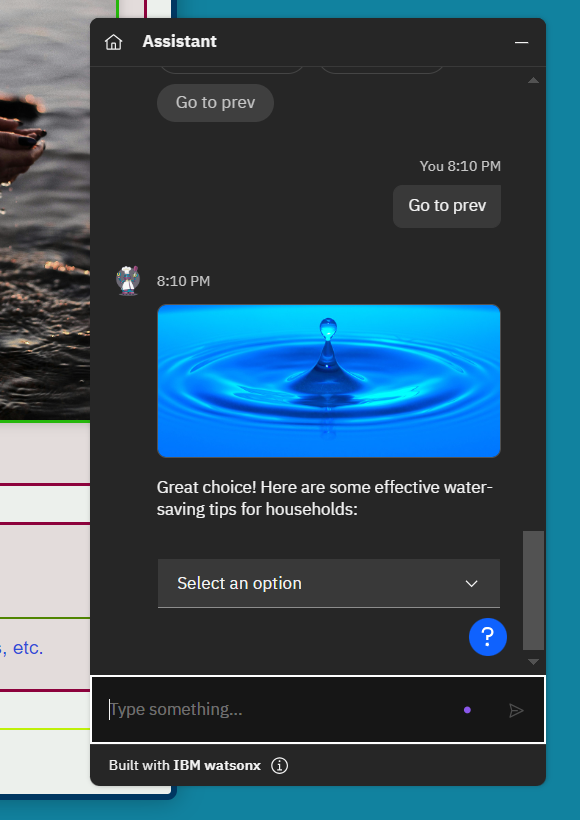 Assistant
Go to prev
You 8:10 PM
Go to prev
8:10 PM
Great choice! Here are some effective water-
saving tips for households:
Select an option
?
, etc.
Type something...
Built with IBM watsonx